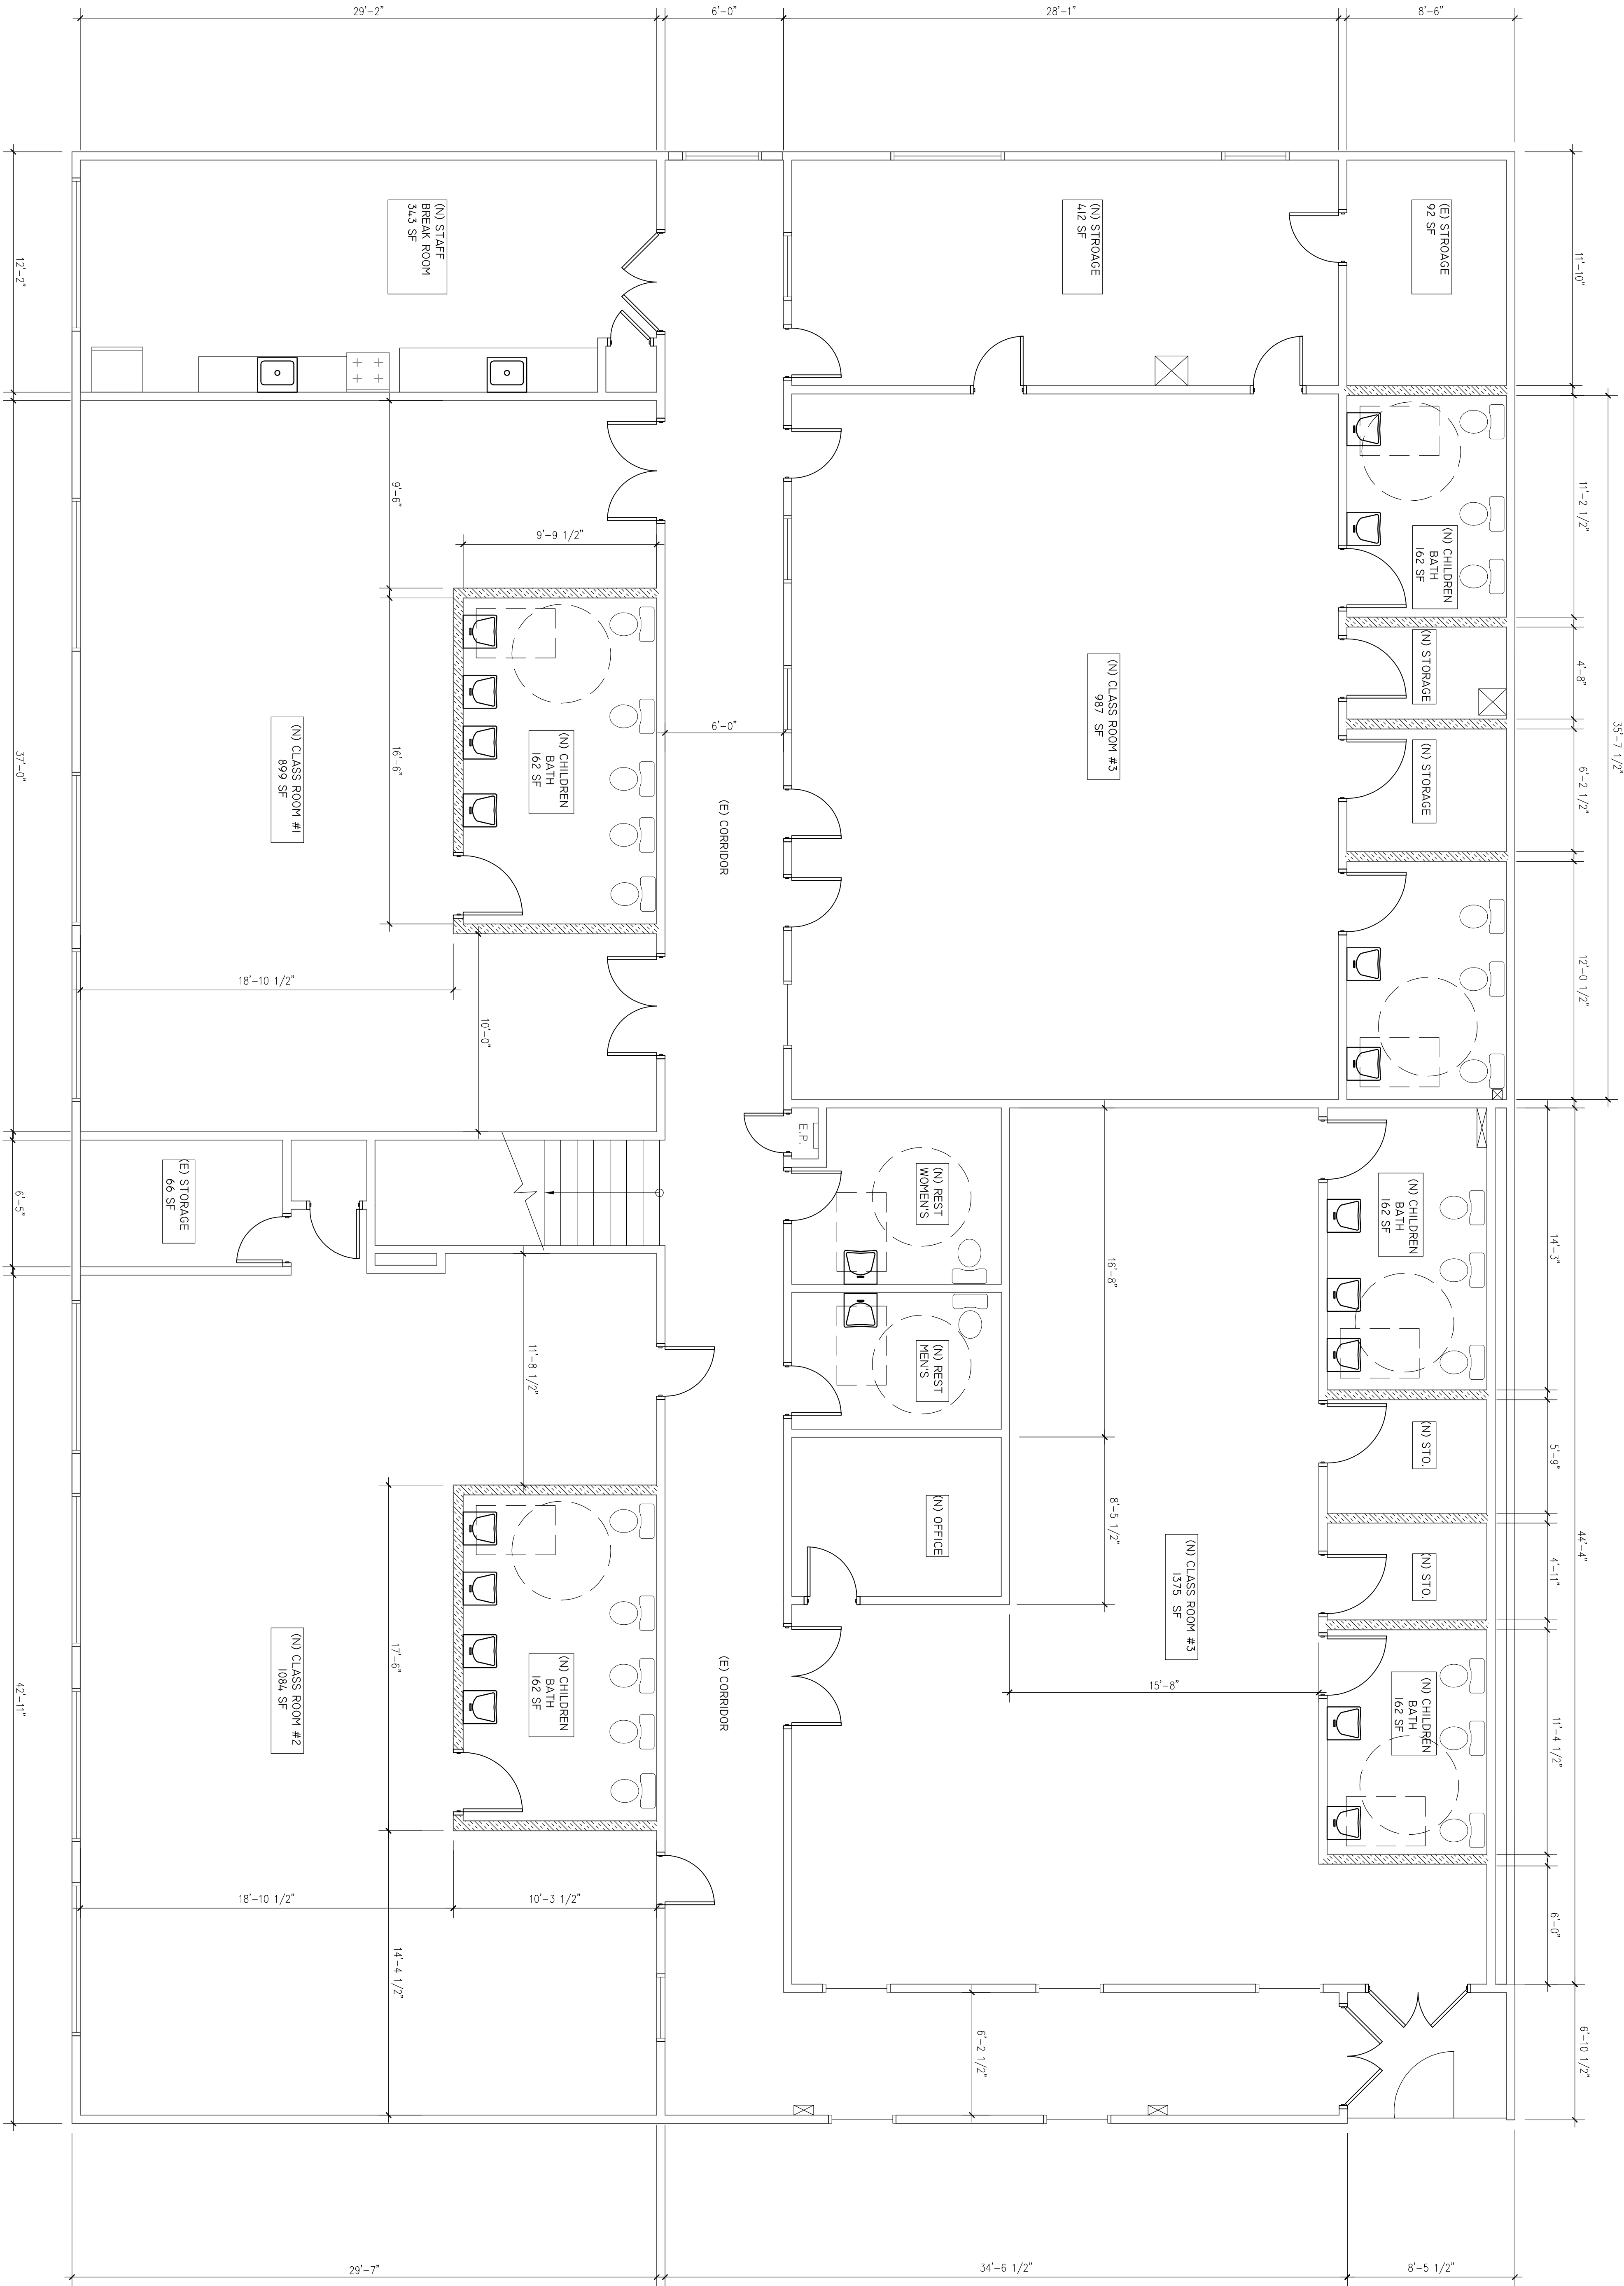 29'-2"
6'-0"
28'-1"
8'-6"
12'-2"
37'-0"
6'-5"
42'-11"
11'-10"
35'-7 1/2"
11'-2 1/2"
4'-8"
6'-2 1/2"
12'-0 1/2"
44'-4"
14'-3"
5'-9"
4'-11"
11'-4 1/2"
6'-0"
6'-10 1/2"
(N) STAFF
BREAK ROOM
343 SF
(N) STROAGE
412 SF
(E) STROAGE
92 SF
9'-6"
9'-9 1/2"
16'-6"
(N) CHILDREN
BATH
162 SF
(N) CLASS ROOM #1
899 SF
18'-10 1/2"
10'-0"
6'-0"
(E) CORRIDOR
(N) CLASS ROOM #3
987 SF
(N) CHILDREN
BATH
162 SF
(N) STORAGE
(N) STORAGE
(E) STORAGE
66 SF
E.P.
(N) REST
WOMEN'S
(N) REST
MEN'S
16'-8"
(N) CHILDREN
BATH
162 SF
11'-8 1/2"
(N) OFFICE
8'-5 1/2"
(N) CLASS ROOM #3
1375 SF
(N) STO.
(N) STO.
15'-8"
(N) CHILDREN
BATH
162 SF
(N) CLASS ROOM #2
1084 SF
17'-6"
(N) CHILDREN
BATH
162 SF
(E) CORRIDOR
18'-10 1/2"
10'-3 1/2"
14'-4 1/2"
6'-2 1/2"
29'-7"
34'-6 1/2"
8'-5 1/2"